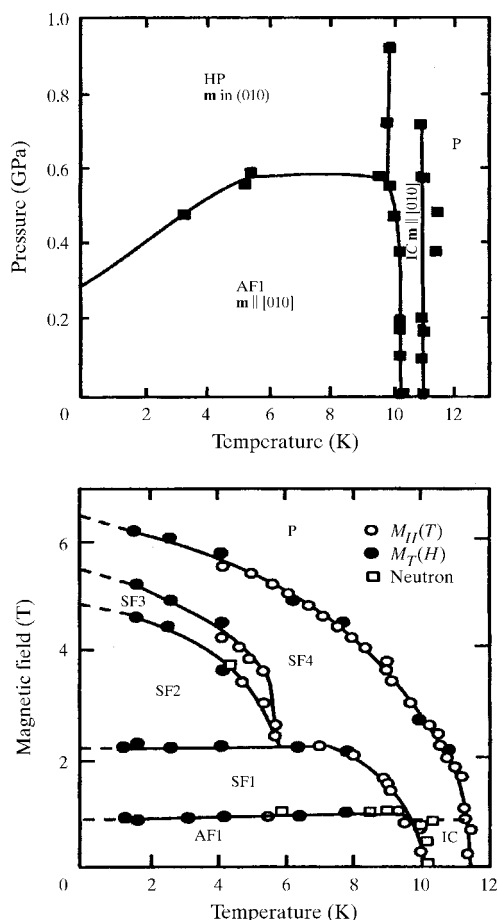 1.0
HP
m in (010)
0.8
P
0.6
Pressure (GPa)
IC m || [010]
0.4
AF1
m || [010]
0.2
0
2
4
6
8
10
12
Temperature (K)
P
M_H(T)
M_T(H)
Neutron
6
SF3
SF4
4
Magnetic field (T)
SF2
2
SF1
AF1
IC
0
2
4
6
8
10
12
Temperature (K)